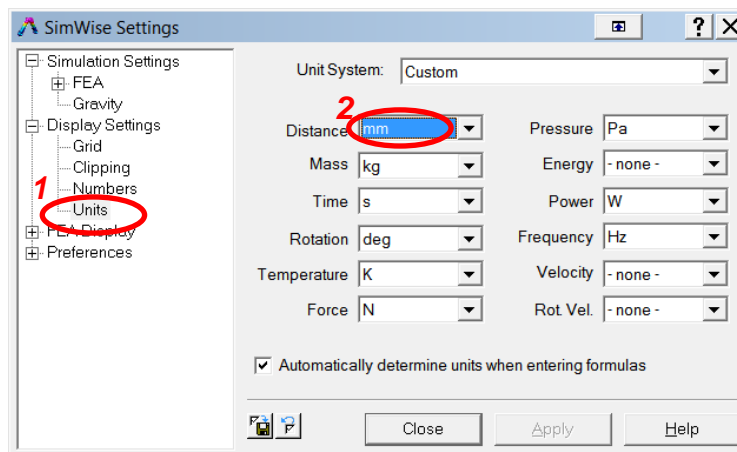 SimWise Settings
?
Simulation Settings
FEA
Gravity
Display Settings
Grid
Clipping
Numbers
1
Units
FEA Display
Preferences
Unit System: Custom
2
Distance mm
Pressure Pa
Mass kg
Energy - none -
Time s
Power W
Rotation deg
Frequency Hz
Temperature K
Velocity - none -
Force N
Rot. Vel. - none -
Automatically determine units when entering formulas
Close
Apply
Help